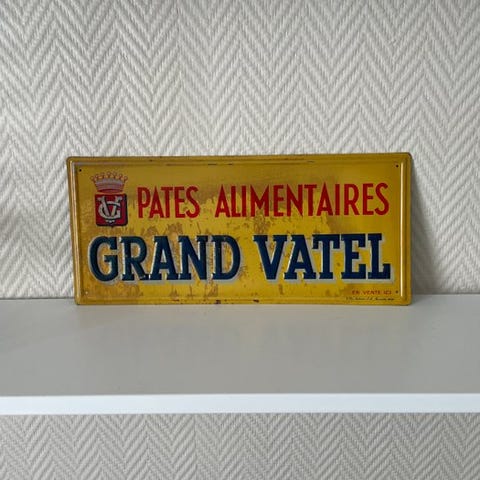 PATES ALIMENTAIRES
GRAND VATEL
EN VENTE ICI